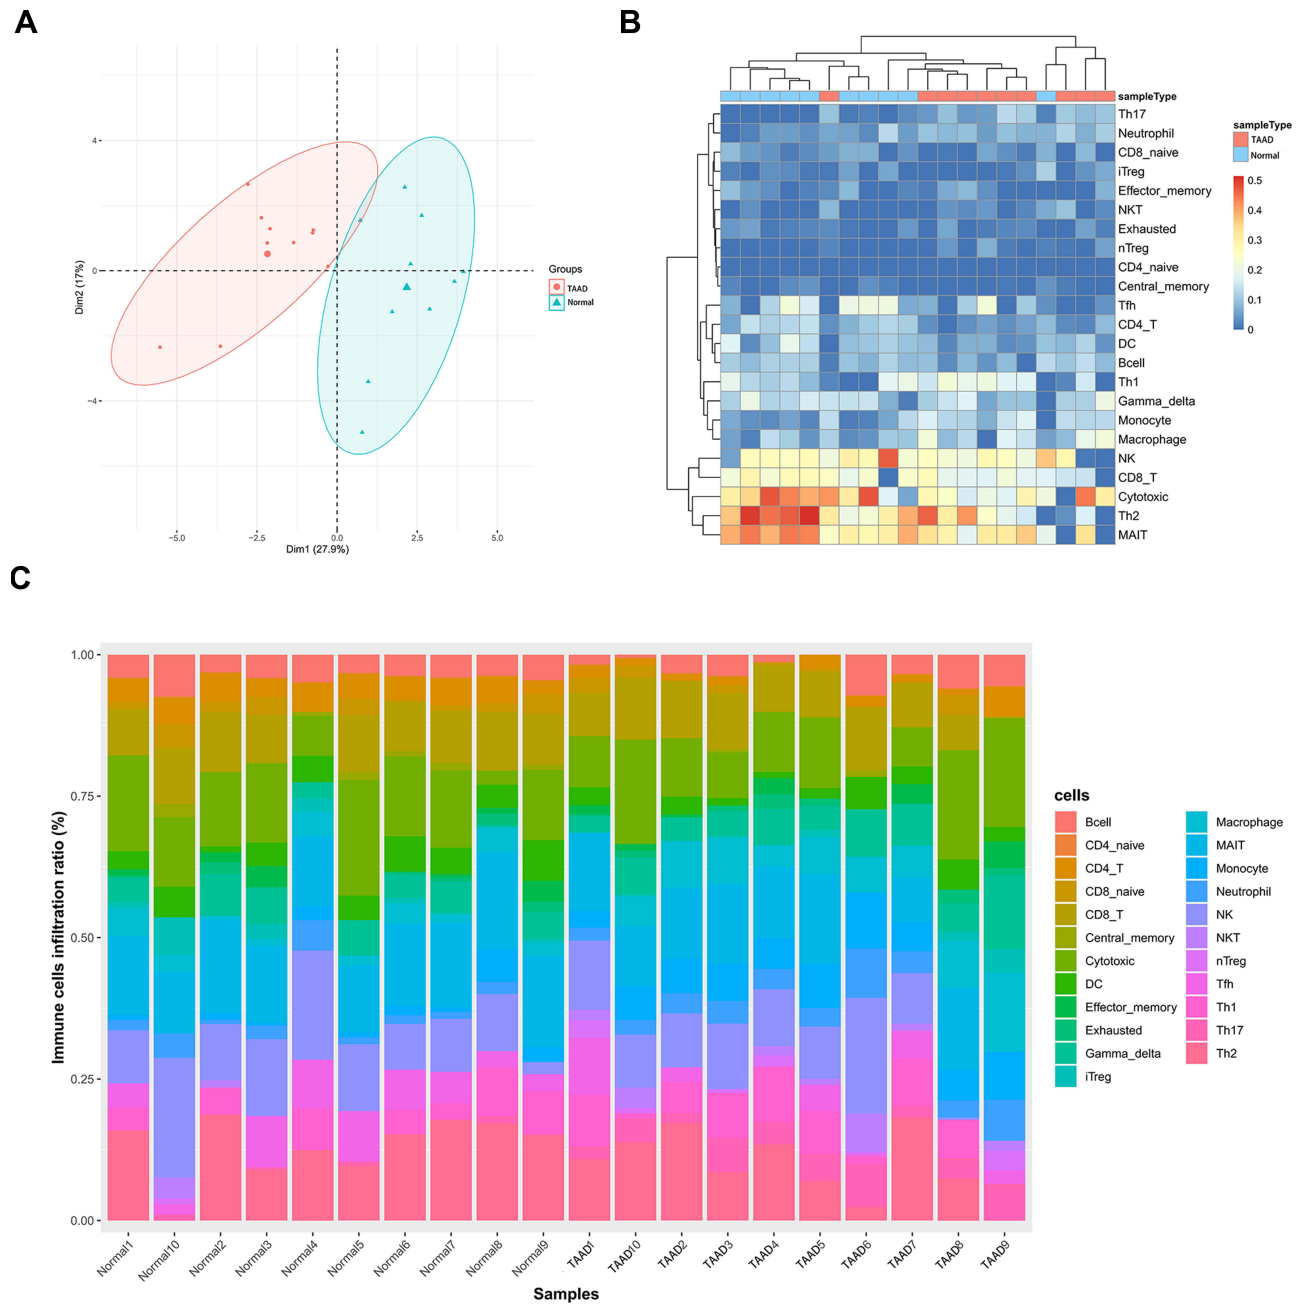 A
B
4
0
−4
Dim2 (17%)
−5.0
−2.5
0.0
2.5
5.0
Dim1 (27.9%)
Groups
TAAD
Normal
sampleType
Th17
Neutrophil
CD8_naive
iTreg
Effector_memory
NKT
Exhausted
nTreg
CD4_naive
Central_memory
Tfh
CD4_T
DC
Bcell
Th1
Gamma_delta
Monocyte
Macrophage
NK
CD8_T
Cytotoxic
Th2
MAIT
sampleType
TAAD
Normal
0.5
0.4
0.3
0.2
0.1
0
C
1.00
0.75
0.50
0.25
0.00
Immune cells infiltration ratio (%)
Normal1
Normal10
Normal2
Normal3
Normal4
Normal5
Normal6
Normal7
Normal8
Normal9
TAAD1
TAAD10
TAAD2
TAAD3
TAAD4
TAAD5
TAAD6
TAAD7
TAAD8
TAAD9
Samples
cells
Bcell
CD4_naive
CD4_T
CD8_naive
CD8_T
Central_memory
Cytotoxic
DC
Effector_memory
Exhausted
Gamma_delta
iTreg
Macrophage
MAIT
Monocyte
Neutrophil
NK
NKT
nTreg
Tfh
Th1
Th17
Th2